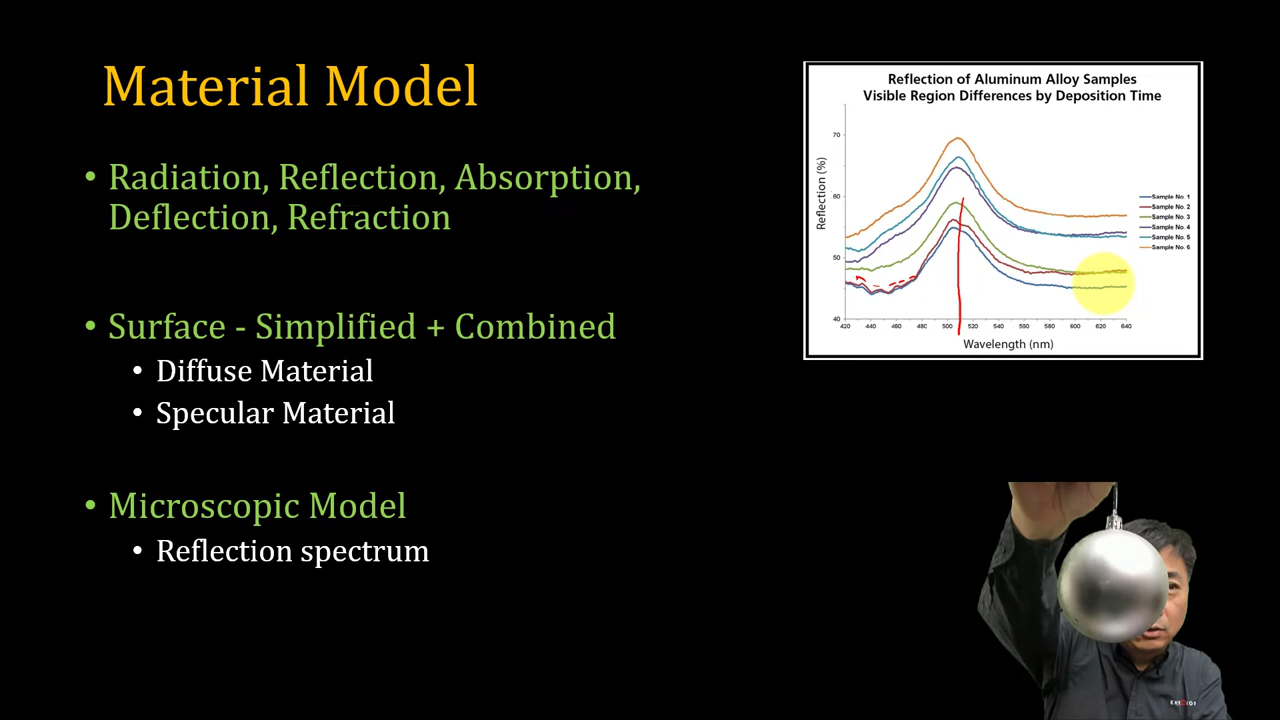 Material Model
• Radiation, Reflection, Absorption,
Deflection, Refraction
• Surface - Simplified + Combined
• Diffuse Material
• Specular Material
• Microscopic Model
• Reflection spectrum
Reflection of Aluminum Alloy Samples
Visible Region Differences by Deposition Time
Reflection (%)
70
60
50
40
420 440 460 480 500 520 540 560 580 600 620 640
Wavelength (nm)
Sample No. 1
Sample No. 2
Sample No. 3
Sample No. 4
Sample No. 5
Sample No. 6